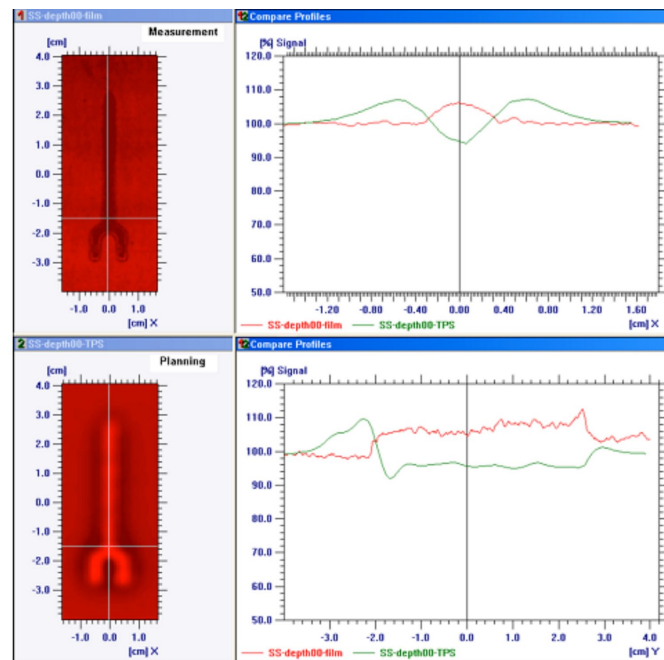 1 SS-depth00-film
Measurement
[cm]
4.0
3.0
2.0
1.0
0.0
-1.0
-2.0
-3.0
-1.0 0.0 1.0
[cm] X
12 Compare Profiles
[%] Signal
120.0
110.0
100.0
90.0
80.0
70.0
60.0
50.0
-1.20 -0.80 -0.40 0.00 0.40 0.80 1.20 1.60
[cm] X
SS-depth00-film SS-depth00-TPS
2 SS-depth00-TPS
Planning
[cm]
4.0
3.0
2.0
1.0
0.0
-1.0
-2.0
-3.0
-1.0 0.0 1.0
[cm] X
12 Compare Profiles
[%] Signal
120.0
110.0
100.0
90.0
80.0
70.0
60.0
50.0
-3.0 -2.0 -1.0 0.0 1.0 2.0 3.0 4.0
[cm] Y
SS-depth00-film SS-depth00-TPS